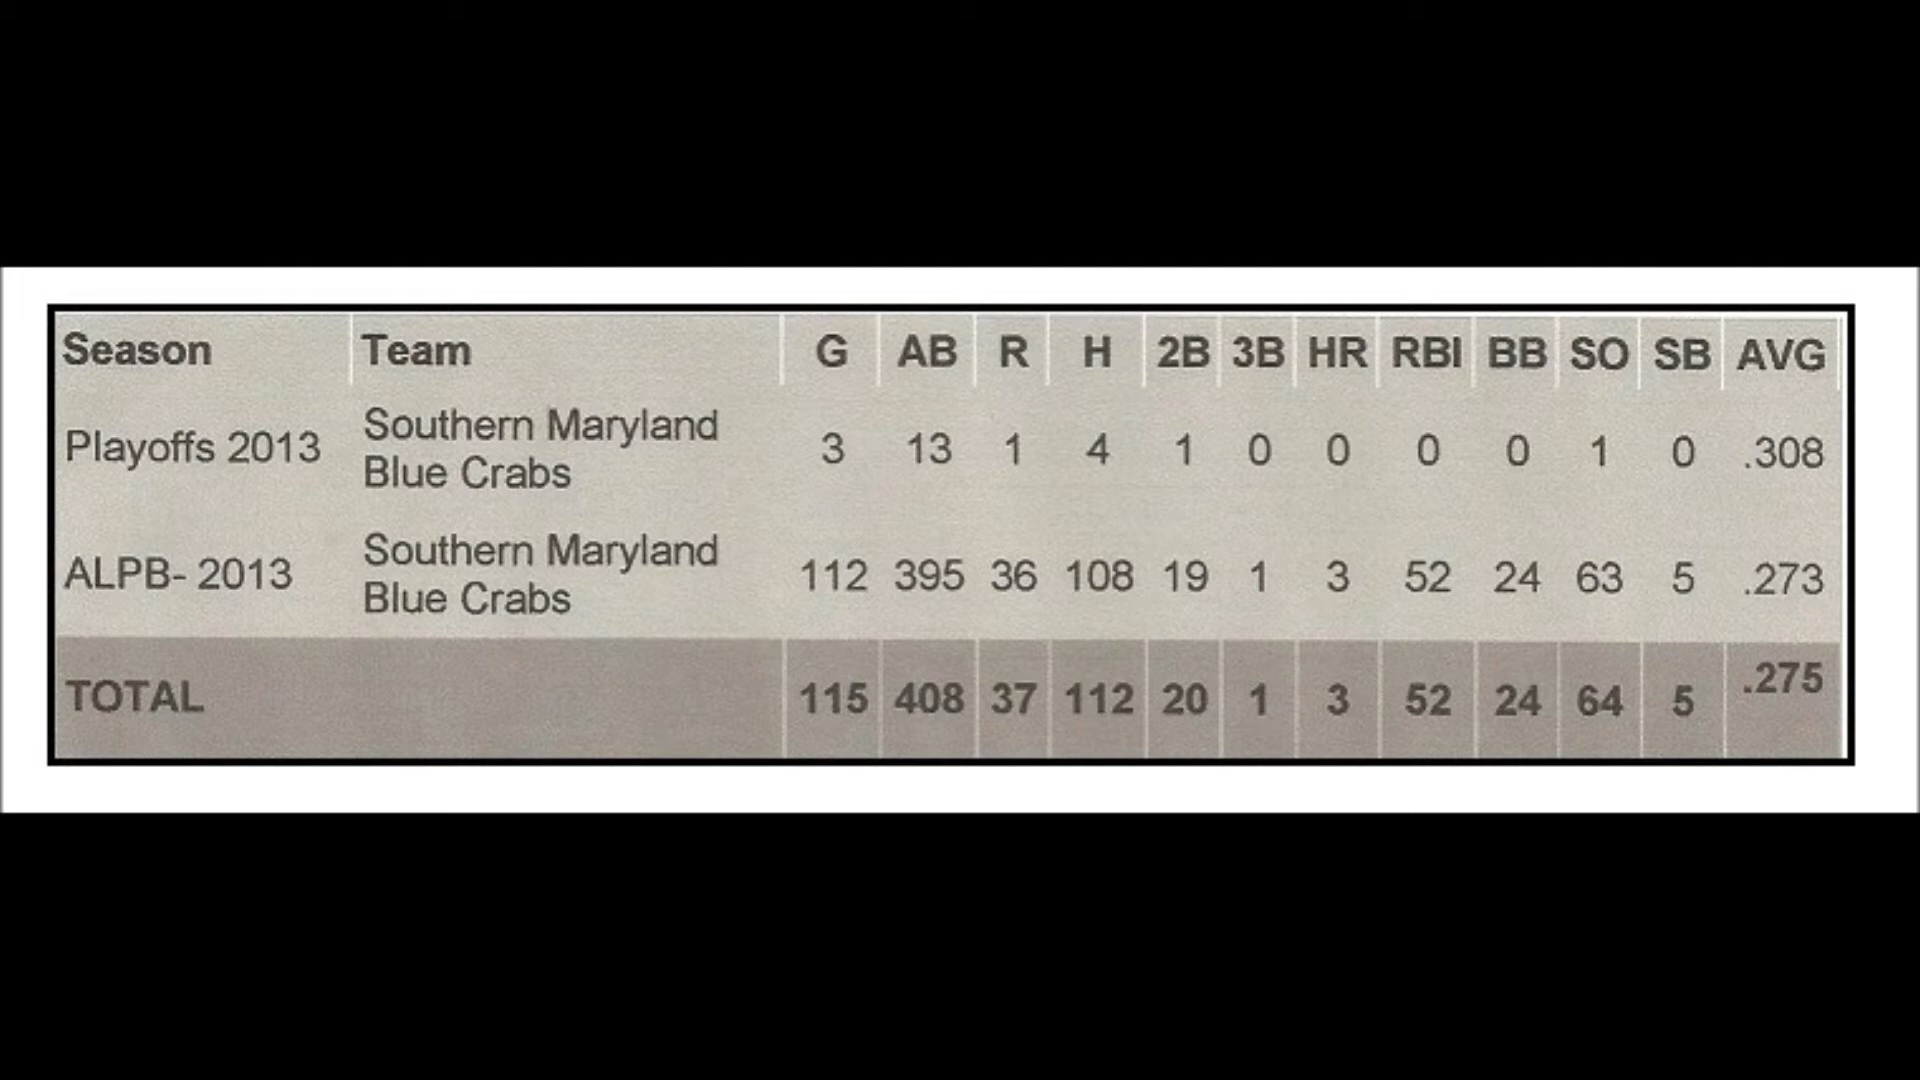 Season Team G AB R H 2B 3B HR RBI BB SO SB AVG
Playoffs 2013 Southern Maryland Blue Crabs 3 13 1 4 1 0 0 0 0 1 0 .308
ALPB- 2013 Southern Maryland Blue Crabs 112 395 36 108 19 1 3 52 24 63 5 .273
TOTAL 115 408 37 112 20 1 3 52 24 64 5 .275